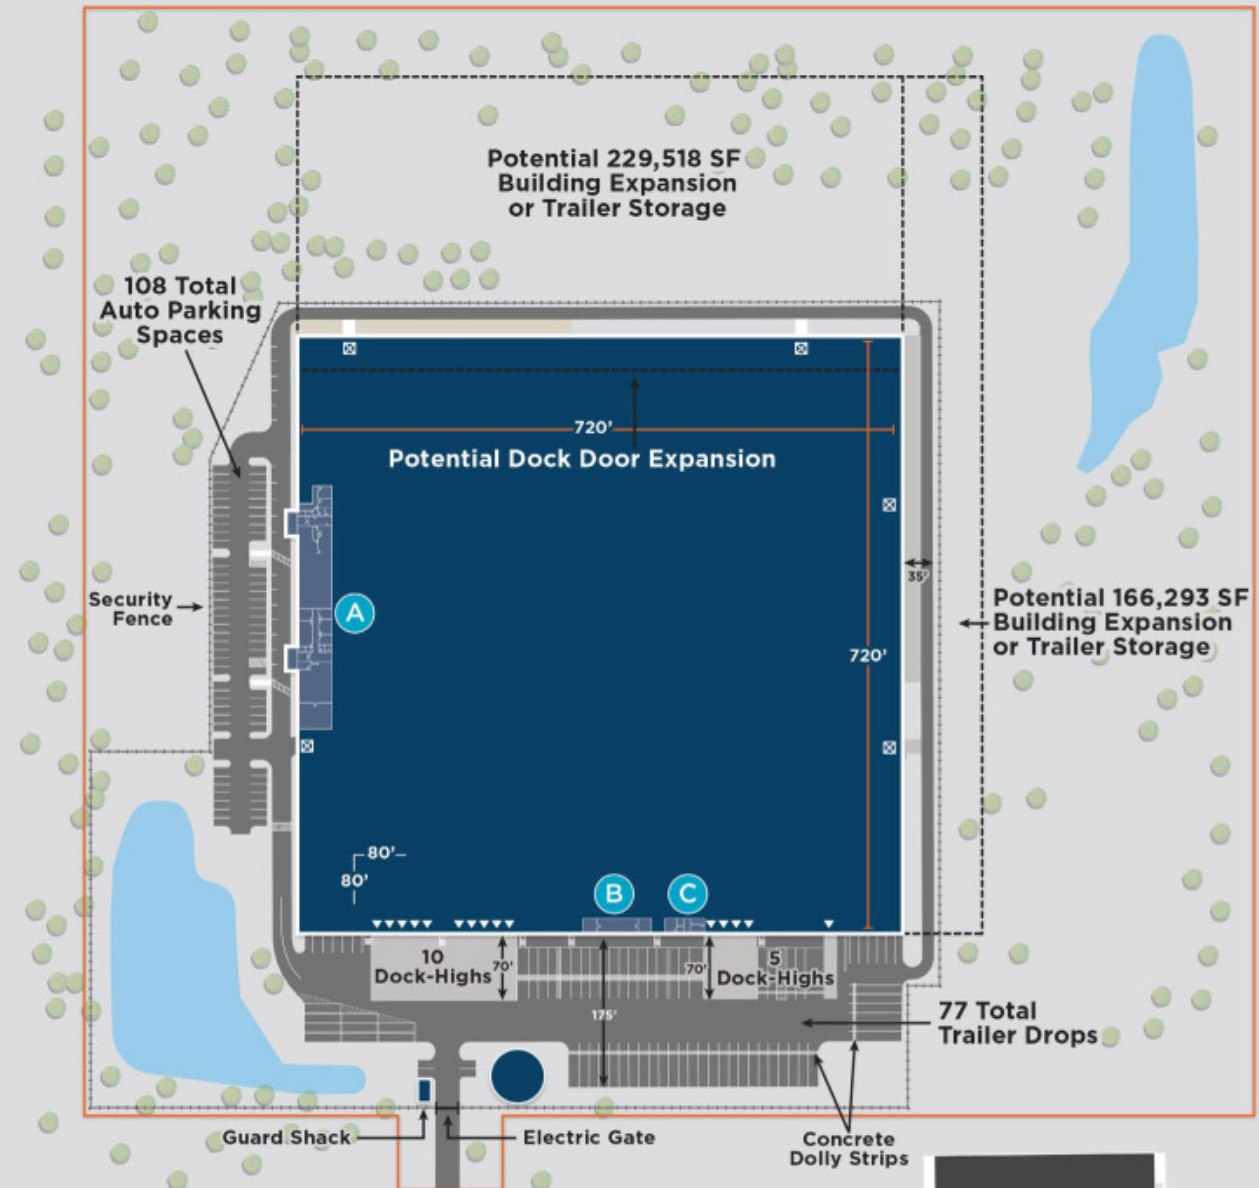 Potential 229,518 SF
Building Expansion
or Trailer Storage
108 Total
Auto Parking
Spaces
720'
Potential Dock Door Expansion
35'
Security
Fence
A
Potential 166,293 SF
Building Expansion
or Trailer Storage
720'
80'
80'
B
C
10
Dock-Highs
70'
70'
5
Dock-Highs
175'
77 Total
Trailer Drops
Guard Shack
Electric Gate
Concrete
Dolly Strips